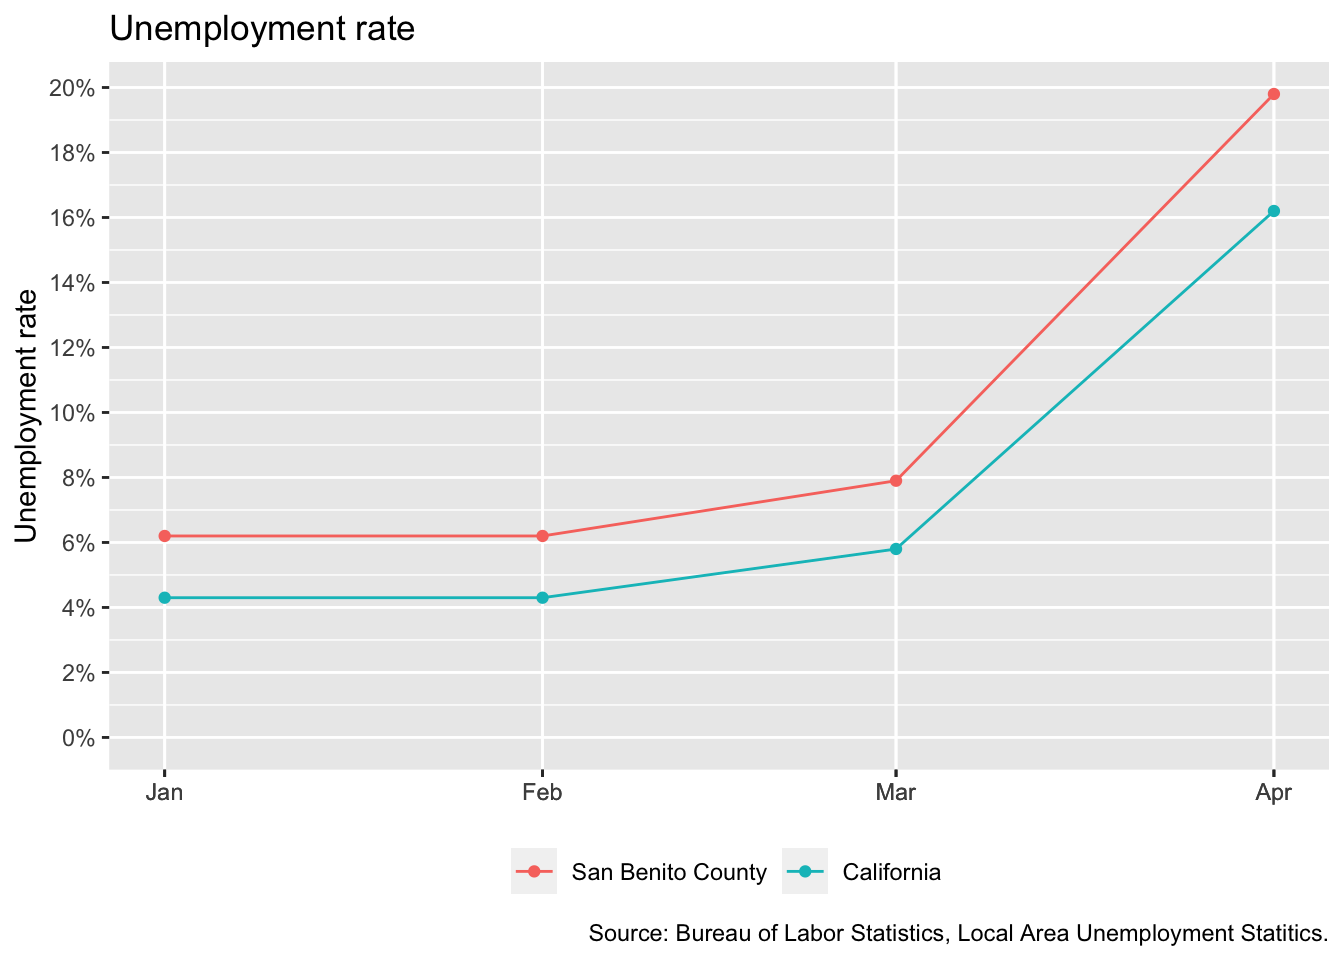 Unemployment rate
Unemployment rate
20%
18%
16%
14%
12%
10%
8%
6%
4%
2%
0%
Jan Feb Mar Apr
San Benito County California
Source: Bureau of Labor Statistics, Local Area Unemployment Statitics.